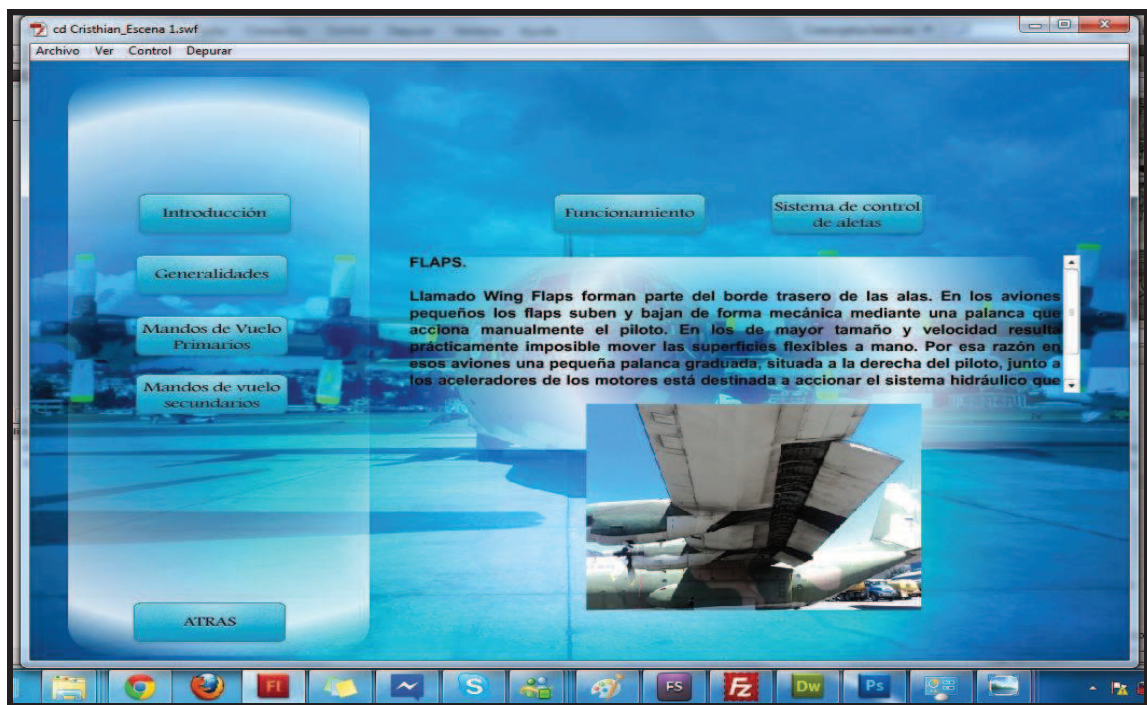 cd Cristhian_Escena 1.swf
Archivo Ver Control Depurar
Introducción
Generalidades
Mandos de Vuelo
Primarios
Mandos de vuelo
secundarios
ATRAS
Funcionamiento
Sistema de control
de aletas
FLAPS.
Llamado Wing Flaps forman parte del borde trasero de las alas. En los aviones
pequeños los flaps suben y bajan de forma mecánica mediante una palanca que
acciona manualmente el piloto. En los de mayor tamaño y velocidad resulta
prácticamente imposible mover las superficies flexibles a mano. Por esa razón en
esos aviones una pequeña palanca graduada, situada a la derecha del piloto, junto a
los aceleradores de los motores está destinada a accionar el sistema hidráulico que
Fl
S
FS
Fz
Dw
Ps